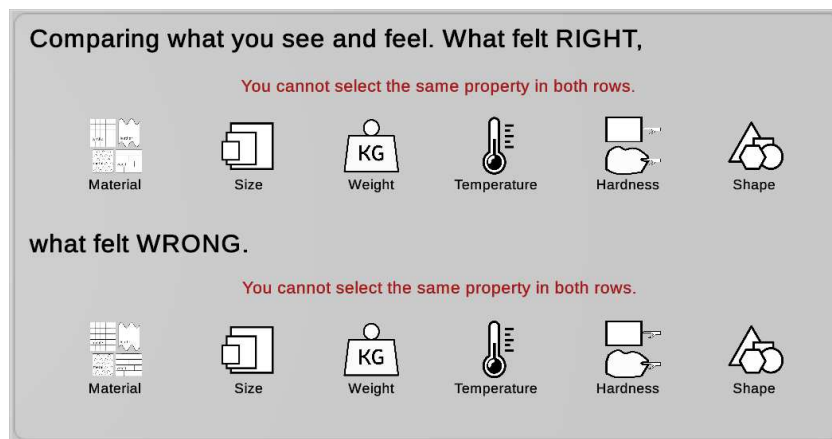 Comparing what you see and feel. What felt RIGHT,
You cannot select the same property in both rows.
KG
Material Size Weight Temperature Hardness Shape
what felt WRONG.
You cannot select the same property in both rows.
KG
Material Size Weight Temperature Hardness Shape